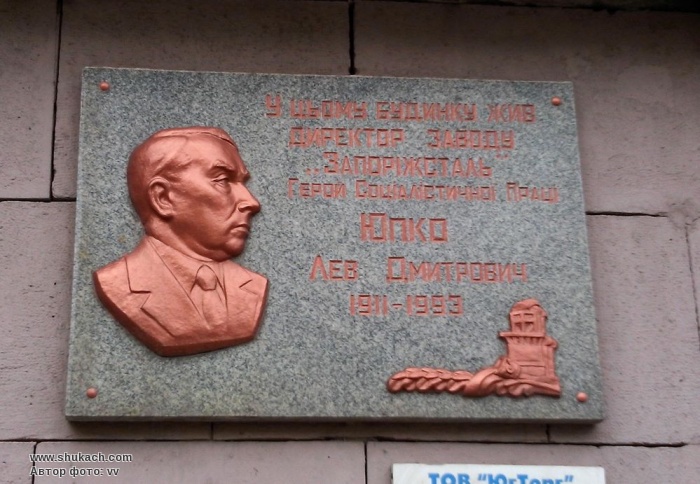 У цьому будинку жив
директор заводу
„Запоріжсталь"
Герой Соціалістичної Праці
Юпко
Лев Дмитрович
1911-1993
www.shukach.com
Автор фото: vv
ТОВ "ЮгТорг"